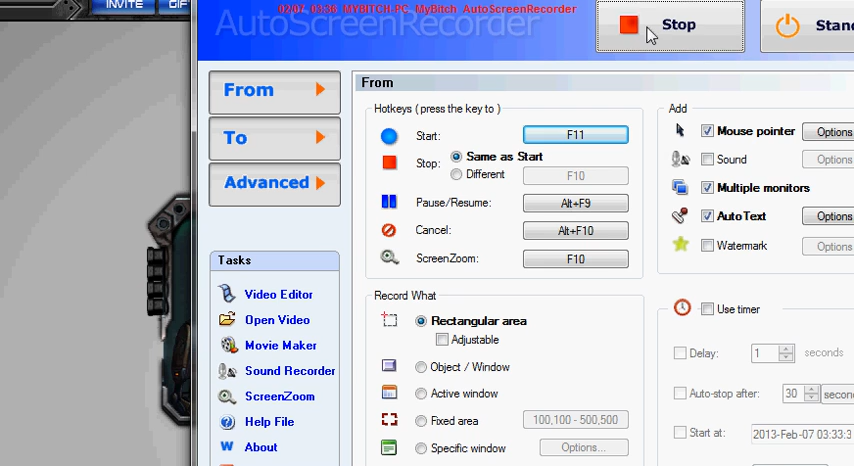 INVITE GIF
02/07, 03:36 MYBITCH-PC, MyBitch AutoScreenRecorder
AutoScreenRecorder
Stop
Stan
From
To
Advanced
From
Hotkeys ( press the key to )
Start: F11
Stop: Same as Start
Different F10
Pause/Resume: Alt+F9
Cancel: Alt+F10
ScreenZoom: F10
Add
Mouse pointer Options
Sound Options
Multiple monitors
AutoText Options
Watermark Options
Tasks
Video Editor
Open Video
Movie Maker
Sound Recorder
ScreenZoom
Help File
W About
Record What
Rectangular area
Adjustable
Object / Window
Active window
Fixed area 100,100 - 500,500
Specific window Options...
Use timer
Delay: 1 seconds
Auto-stop after: 30 secon
Start at: 2013-Feb-07 03:33:3